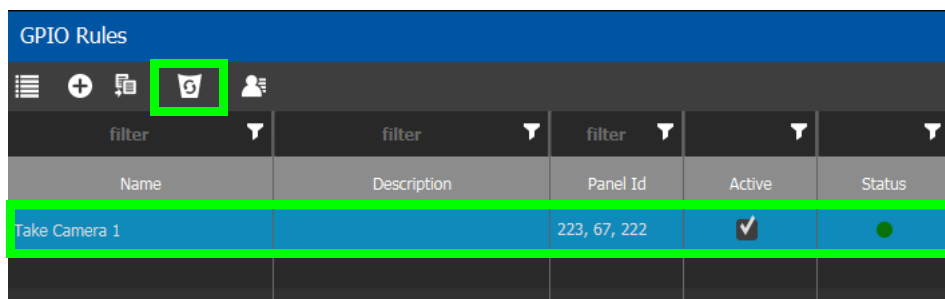 GPIO Rules
filter filter filter
Name Description Panel Id Active Status
Take Camera 1 223, 67, 222